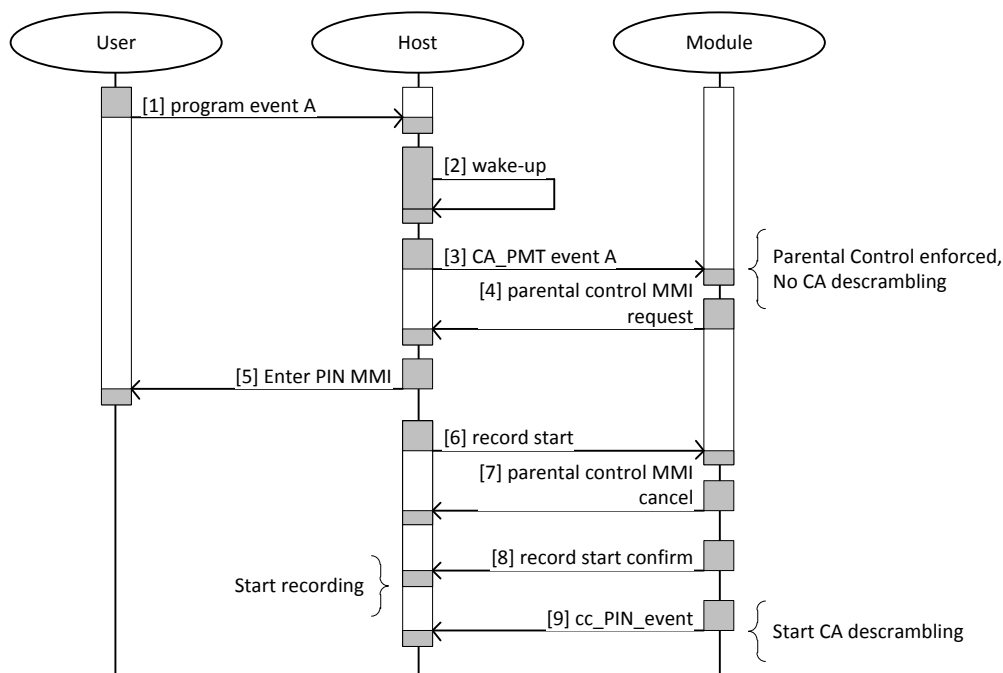 User
Host
Module
[1] program event A
[2] wake-up
[3] CA_PMT event A
Parental Control enforced,
No CA descrambling
[4] parental control MMI
request
[5] Enter PIN MMI
[6] record start
[7] parental control MMI
cancel
[8] record start confirm
Start recording
[9] cc_PIN_event
Start CA descrambling